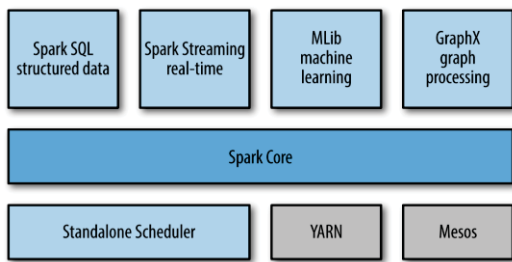 Spark SQL
structured data
Spark Streaming
real-time
MLib
machine
learning
GraphX
graph
processing
Spark Core
Standalone Scheduler
YARN
Mesos